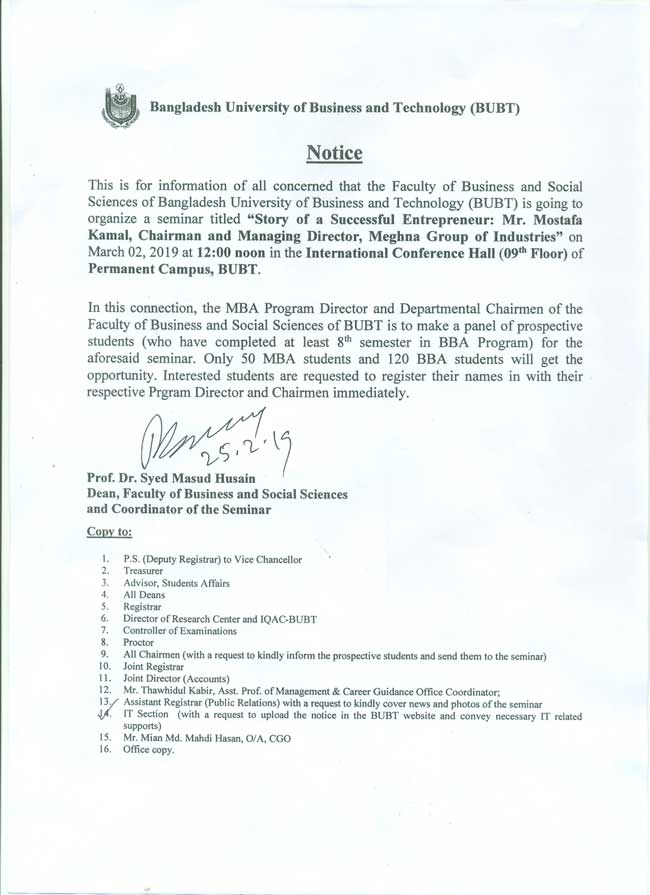 Bangladesh University of Business and Technology (BUBT)
Notice
This is for information of all concerned that the Faculty of Business and Social
Sciences of Bangladesh University of Business and Technology (BUBT) is going to
organize a seminar titled “Story of a Successful Entrepreneur: Mr. Mostafa
Kamal, Chairman and Managing Director, Meghna Group of Industries” on
March 02, 2019 at 12:00 noon in the International Conference Hall (09th Floor) of
Permanent Campus, BUBT.
In this connection, the MBA Program Director and Departmental Chairmen of the
Faculty of Business and Social Sciences of BUBT is to make a panel of prospective
students (who have completed at least 8th semester in BBA Program) for the
aforesaid seminar. Only 50 MBA students and 120 BBA students will get the
opportunity. Interested students are requested to register their names in with their
respective Prgram Director and Chairmen immediately.
25.2.19
Prof. Dr. Syed Masud Husain
Dean, Faculty of Business and Social Sciences
and Coordinator of the Seminar
Copy to:
1. P.S. (Deputy Registrar) to Vice Chancellor
2. Treasurer
3. Advisor, Students Affairs
4. All Deans
5. Registrar
6. Director of Research Center and IQAC-BUBT
7. Controller of Examinations
8. Proctor
9. All Chairmen (with a request to kindly inform the prospective students and send them to the seminar)
10. Joint Registrar
11. Joint Director (Accounts)
12. Mr. Thawhidul Kabir, Asst. Prof. of Management & Career Guidance Office Coordinator;
13. Assistant Registrar (Public Relations) with a request to kindly cover news and photos of the seminar
14. IT Section (with a request to upload the notice in the BUBT website and convey necessary IT related
supports)
15. Mr. Mian Md. Mahdi Hasan, O/A, CGO
16. Office copy.